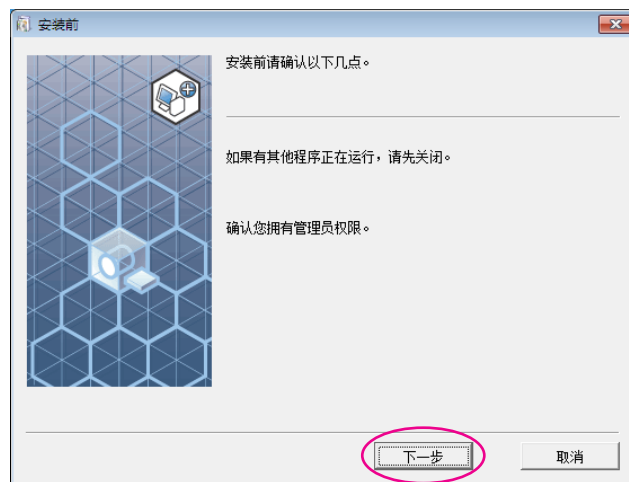 安装前
安装前请确认以下几点。
如果有其他程序正在运行，请先关闭。
确认您拥有管理员权限。
下一步
取消